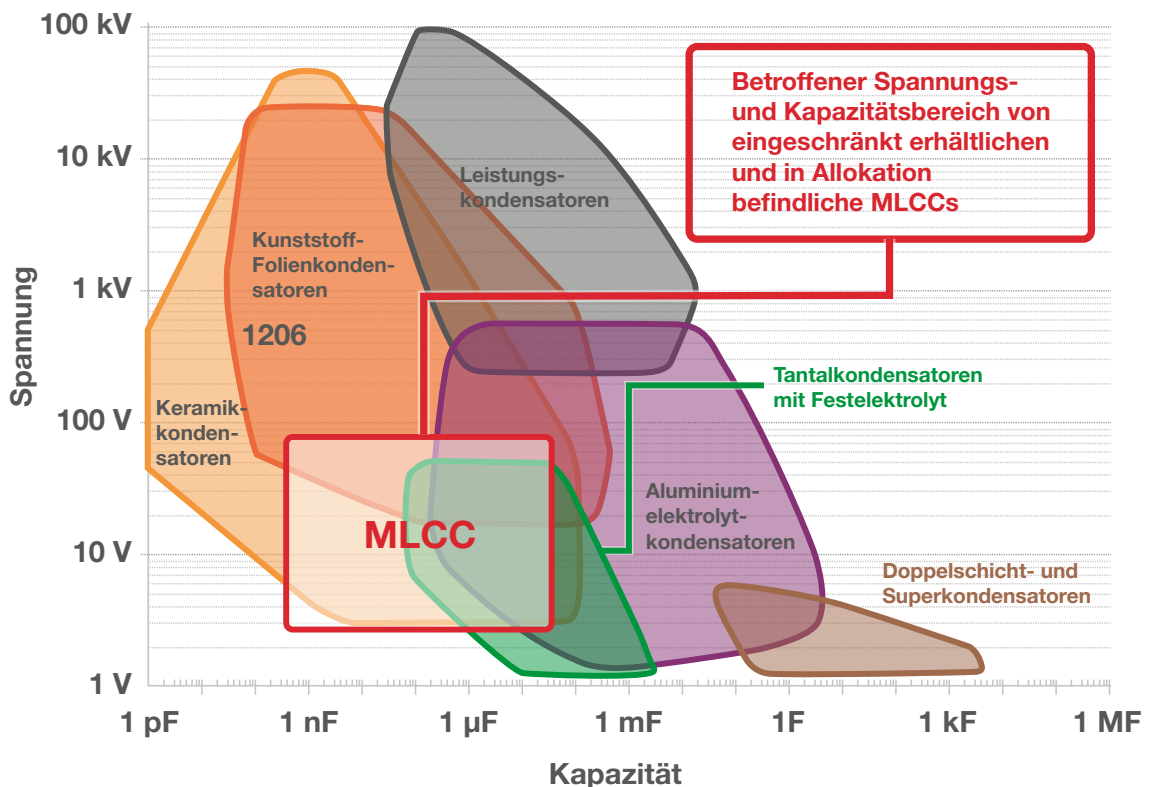 100 kV
10 kV
1 kV
100 V
10 V
1 V
Spannung
1 pF
1 nF
1 µF
1 mF
1F
1 kF
1 MF
Kapazität
Betroffener Spannungs-
und Kapazitätsbereich von
eingeschränkt erhältlichen
und in Allokation
befindliche MLCCs
Leistungs-
kondensatoren
Kunststoff-
Folienkonden-
satoren
1206
Keramik-
konden-
satoren
Tantalkondensatoren
mit Festelektrolyt
MLCC
Aluminium-
elektrolyt-
kondensatoren
Doppelschicht- und
Superkondensatoren